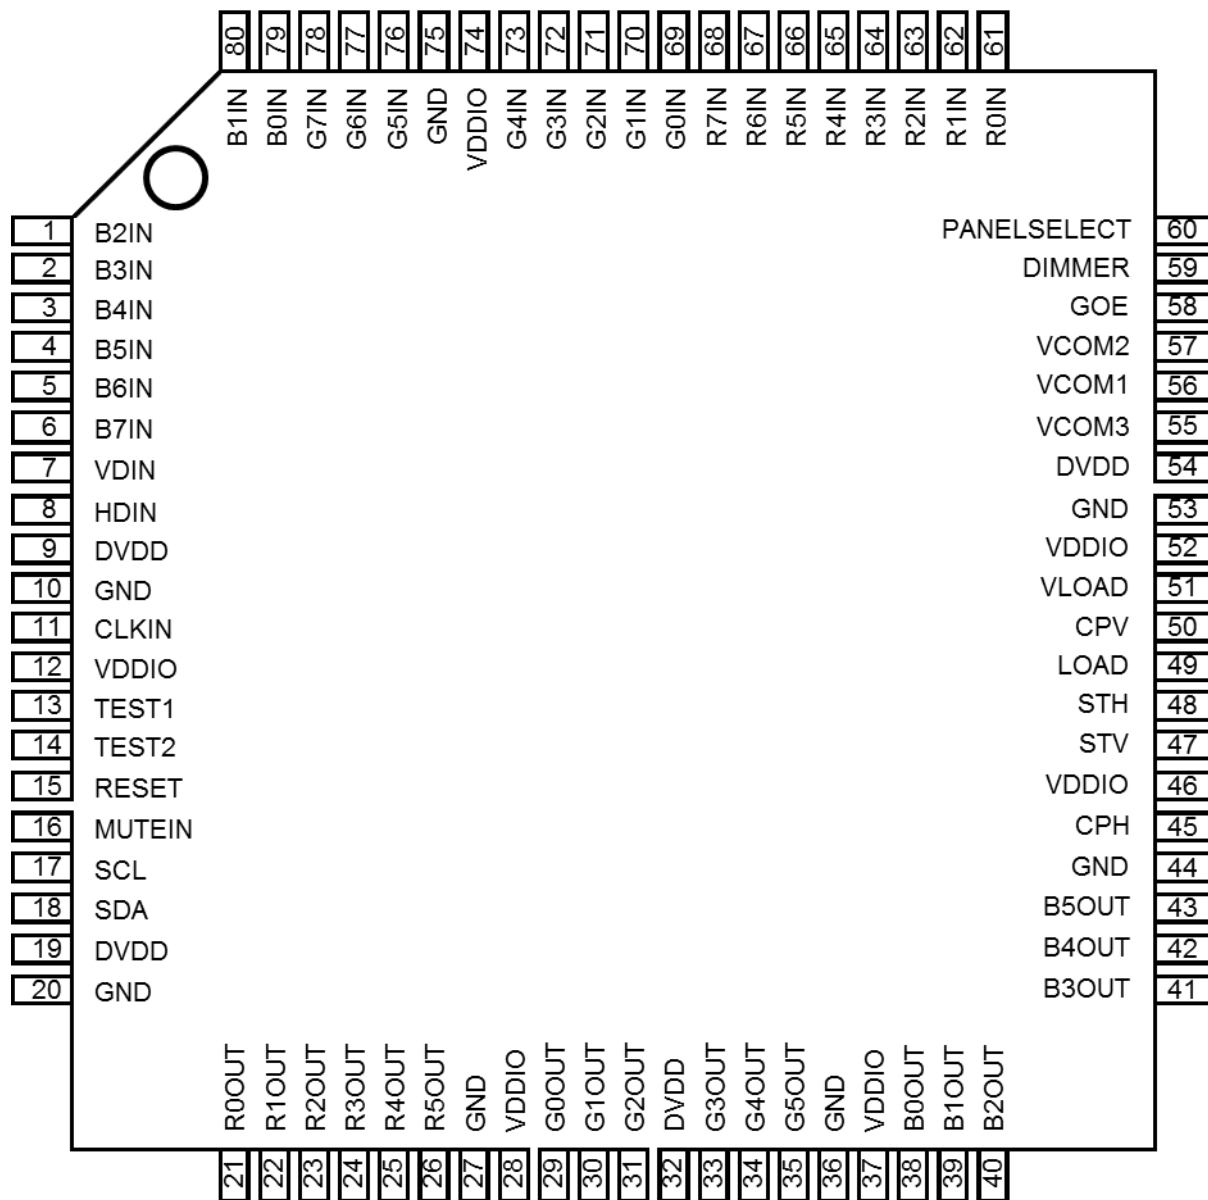 80 79 78 77 76 75 74 73 72 71 70 69 68 67 66 65 64 63 62 61
B1IN B0IN G7IN G6IN G5IN GND VDDIO G4IN G3IN G2IN G1IN G0IN R7IN R6IN R5IN R4IN R3IN R2IN R1IN R0IN
1 B2IN PANELSELECT 60
2 B3IN DIMMER 59
3 B4IN GOE 58
4 B5IN VCOM2 57
5 B6IN VCOM1 56
6 B7IN VCOM3 55
7 VDIN DVDD 54
8 HDIN GND 53
9 DVDD VDDIO 52
10 GND VLOAD 51
11 CLKIN CPV 50
12 VDDIO LOAD 49
13 TEST1 STH 48
14 TEST2 STV 47
15 RESET VDDIO 46
16 MUTEIN CPH 45
17 SCL GND 44
18 SDA B5OUT 43
19 DVDD B4OUT 42
20 GND B3OUT 41
R0OUT R1OUT R2OUT R3OUT R4OUT R5OUT GND VDDIO G0OUT G1OUT G2OUT DVDD G3OUT G4OUT G5OUT GND VDDIO B0OUT B1OUT B2OUT
21 22 23 24 25 26 27 28 29 30 31 32 33 34 35 36 37 38 39 40